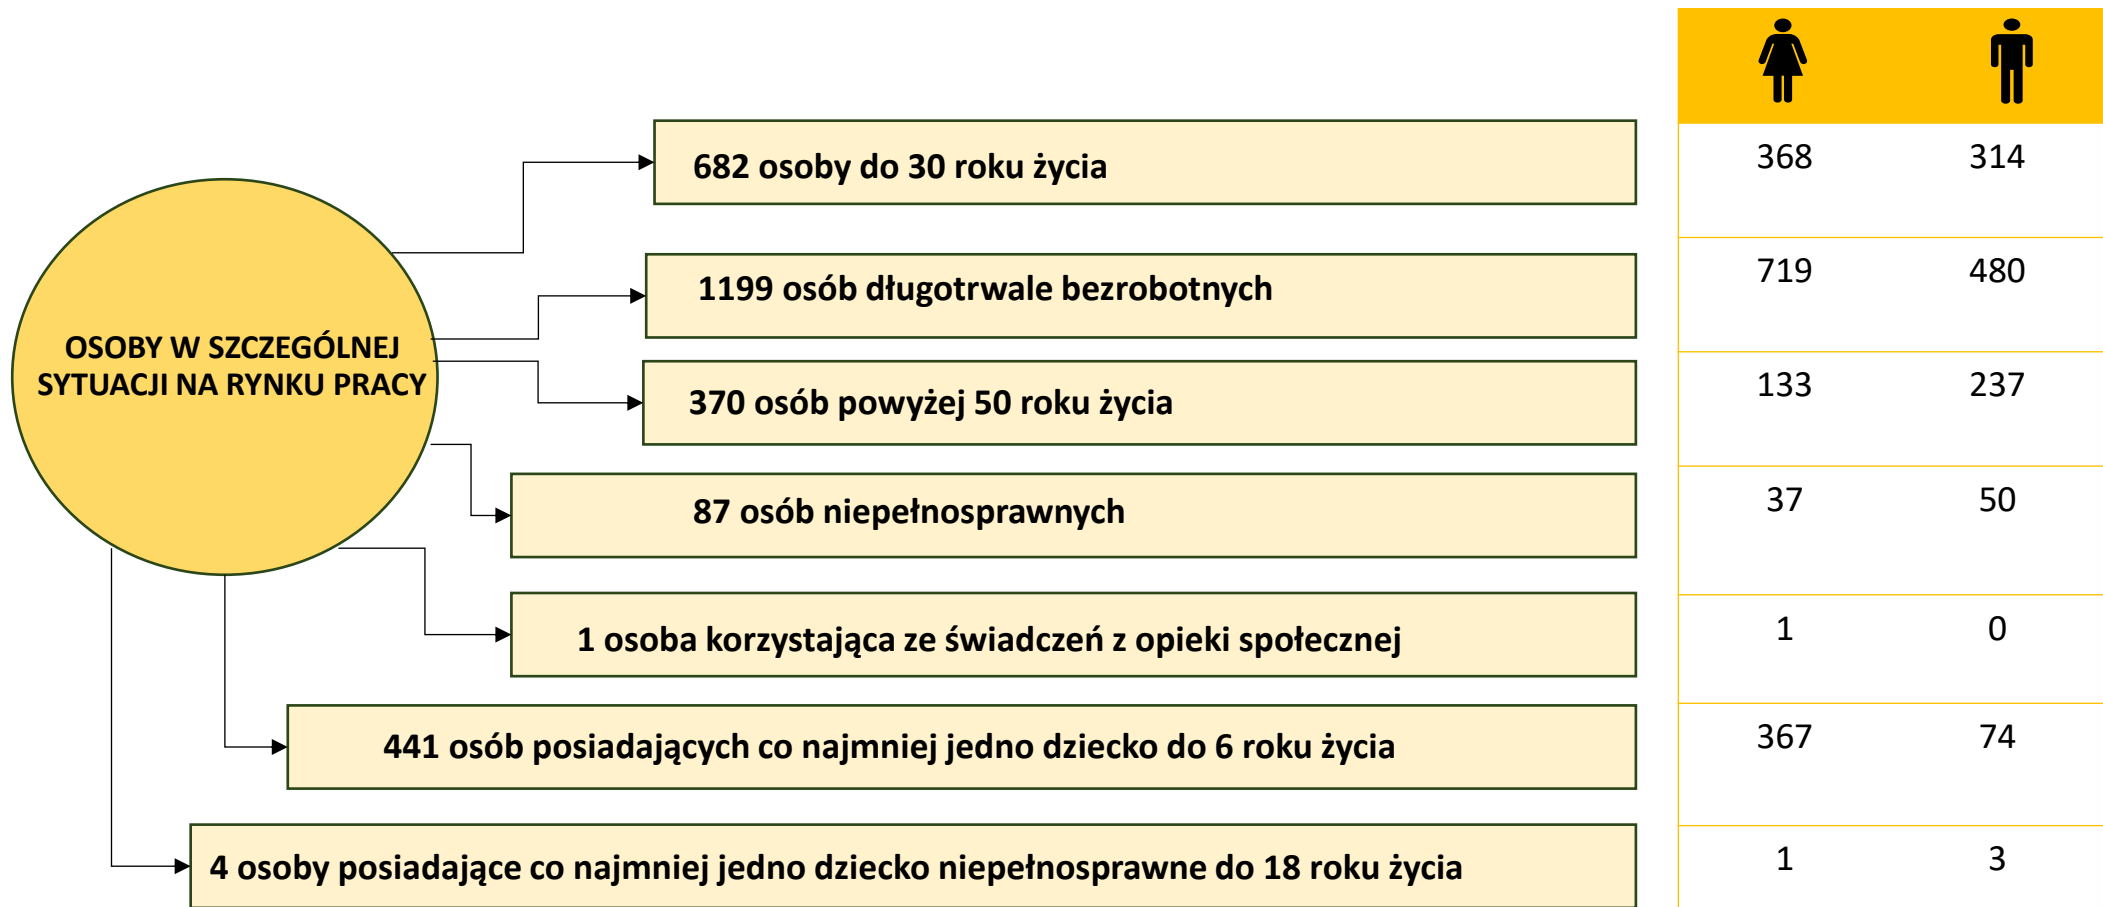 OSOBY W SZCZEGÓLNEJ
SYTUACJI NA RYNKU PRACY
682 osoby do 30 roku życia
368 314
1199 osób długotrwale bezrobotnych
719 480
370 osób powyżej 50 roku życia
133 237
87 osób niepełnosprawnych
37 50
1 osoba korzystająca ze świadczeń z opieki społecznej
1 0
441 osób posiadających co najmniej jedno dziecko do 6 roku życia
367 74
4 osoby posiadające co najmniej jedno dziecko niepełnosprawne do 18 roku życia
1 3